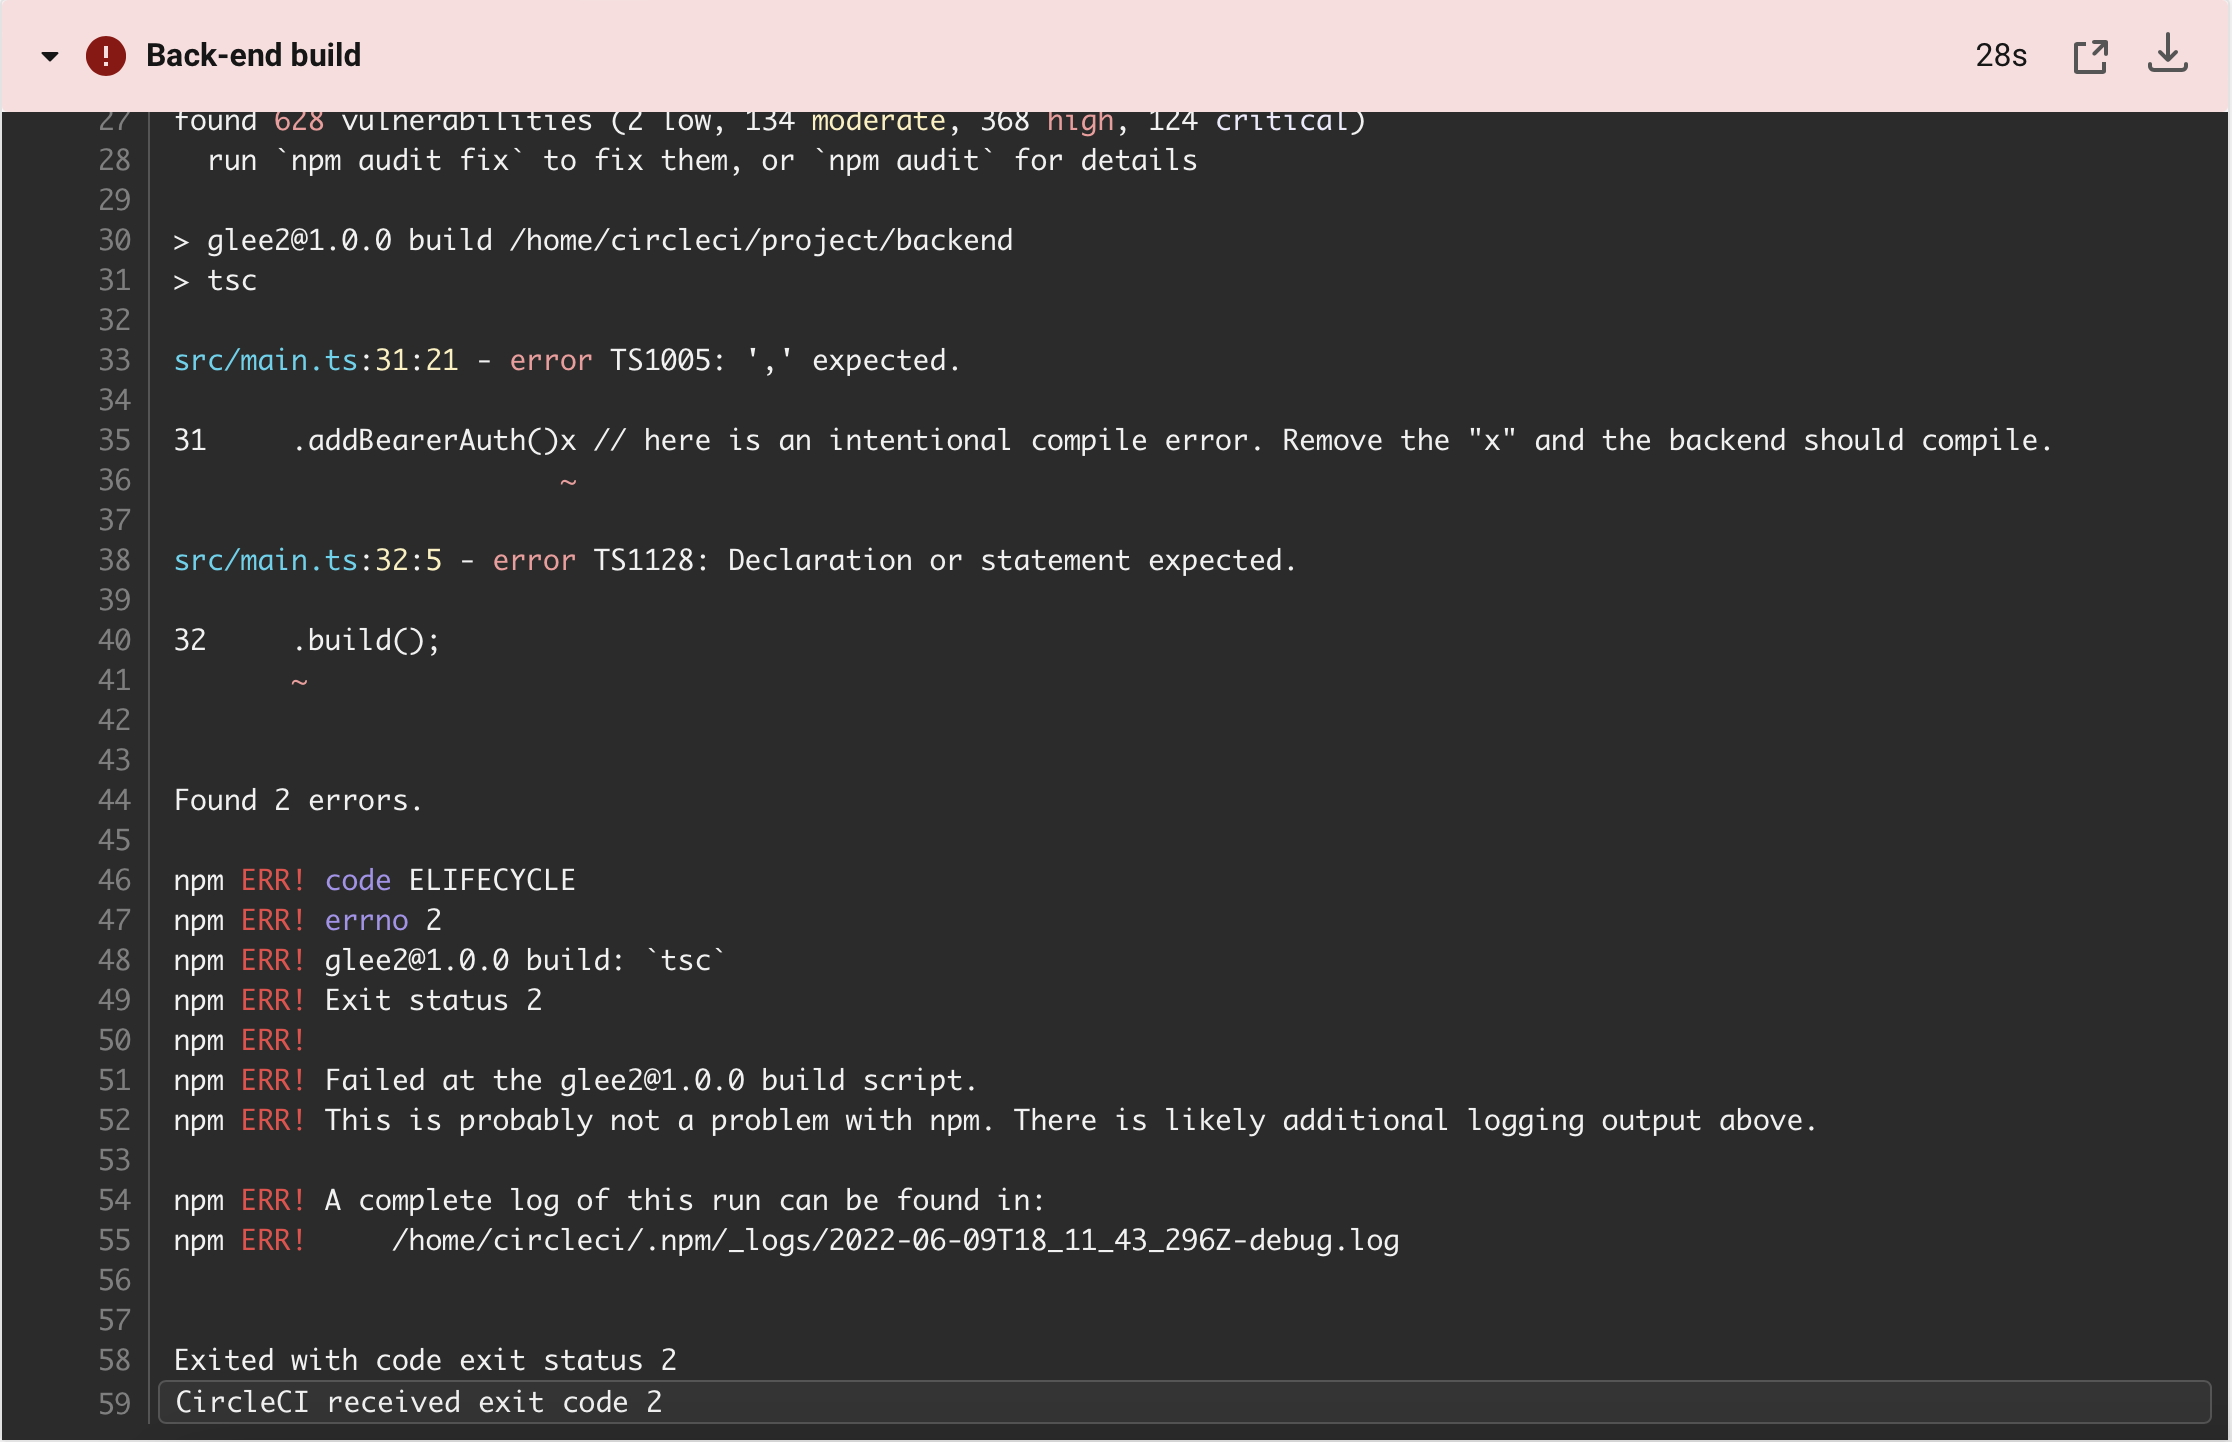 Back-end build 28s
27 found 628 vulnerabilities (2 low, 134 moderate, 368 high, 124 critical)
28   run `npm audit fix` to fix them, or `npm audit` for details
29
30 > glee2@1.0.0 build /home/circleci/project/backend
31 > tsc
32
33 src/main.ts:31:21 - error TS1005: ',' expected.
34
35 31     .addBearerAuth()x // here is an intentional compile error. Remove the "x" and the backend should compile.
36                        ~
37
38 src/main.ts:32:5 - error TS1128: Declaration or statement expected.
39
40 32     .build();
41        ~
42
43
44 Found 2 errors.
45
46 npm ERR! code ELIFECYCLE
47 npm ERR! errno 2
48 npm ERR! glee2@1.0.0 build: `tsc`
49 npm ERR! Exit status 2
50 npm ERR!
51 npm ERR! Failed at the glee2@1.0.0 build script.
52 npm ERR! This is probably not a problem with npm. There is likely additional logging output above.
53
54 npm ERR! A complete log of this run can be found in:
55 npm ERR!     /home/circleci/.npm/_logs/2022-06-09T18_11_43_296Z-debug.log
56
57
58 Exited with code exit status 2
59 CircleCI received exit code 2